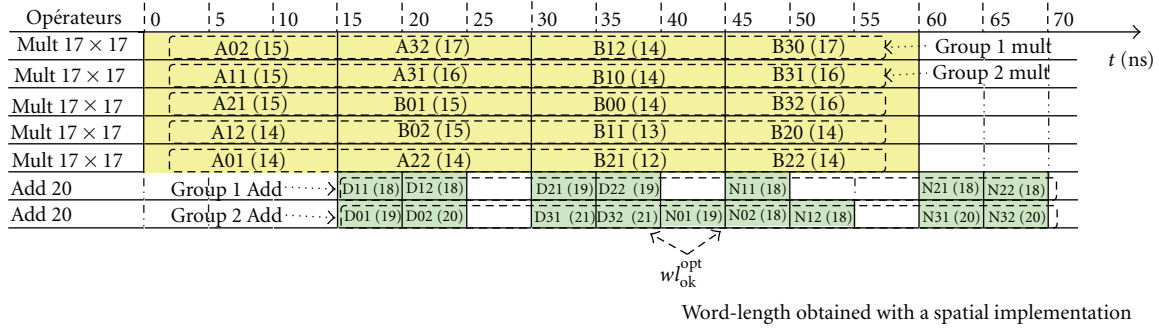 Opérateurs 0 5 10 15 20 25 30 35 40 45 50 55 60 65 70
Mult 17 × 17 A02 (15) A32 (17) B12 (14) B30 (17) Group 1 mult
t (ns)
Mult 17 × 17 A11 (15) A31 (16) B10 (14) B31 (16) Group 2 mult
Mult 17 × 17 A21 (15) B01 (15) B00 (14) B32 (16)
Mult 17 × 17 A12 (14) B02 (15) B11 (13) B20 (14)
Mult 17 × 17 A01 (14) A22 (14) B21 (12) B22 (14)
Add 20 Group 1 Add D11 (18) D12 (18) D21 (19) D22 (19) N11 (18) N21 (18) N22 (18)
Add 20 Group 2 Add D01 (19) D02 (20) D31 (21) D32 (21) N01 (19) N02 (18) N12 (18) N31 (20) N32 (20)
wl_ok^opt
Word-length obtained with a spatial implementation